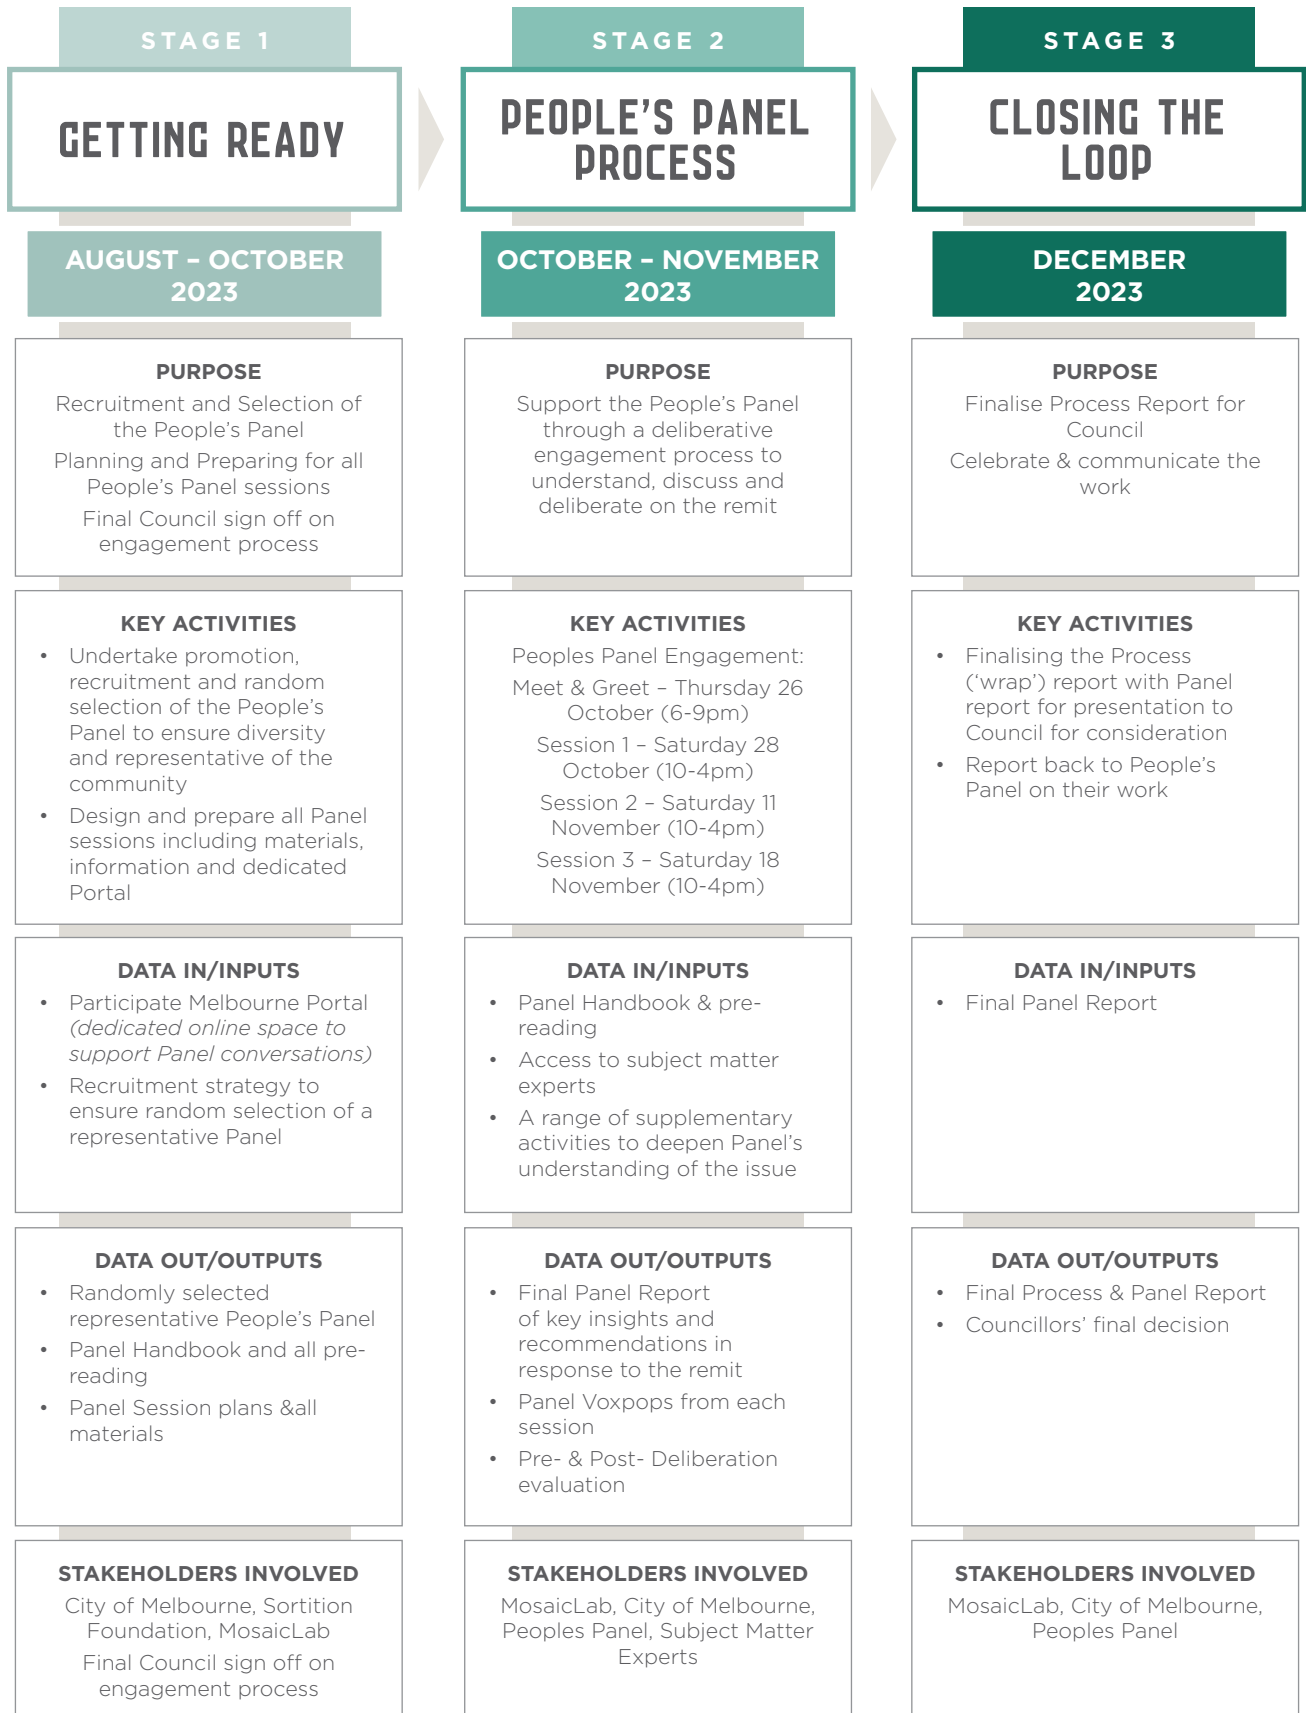 STAGE 1
GETTING READY
AUGUST – OCTOBER
2023
PURPOSE
Recruitment and Selection of
the People's Panel
Planning and Preparing for all
People's Panel sessions
Final Council sign off on
engagement process
KEY ACTIVITIES
• Undertake promotion,
recruitment and random
selection of the People's
Panel to ensure diversity
and representative of the
community
• Design and prepare all Panel
sessions including materials,
information and dedicated
Portal
DATA IN/INPUTS
• Participate Melbourne Portal
(dedicated online space to
support Panel conversations)
• Recruitment strategy to
ensure random selection of a
representative Panel
DATA OUT/OUTPUTS
• Randomly selected
representative People's Panel
• Panel Handbook and all pre-
reading
• Panel Session plans &all
materials
STAKEHOLDERS INVOLVED
City of Melbourne, Sortition
Foundation, MosaicLab
Final Council sign off on
engagement process
STAGE 2
PEOPLE'S PANEL
PROCESS
OCTOBER – NOVEMBER
2023
PURPOSE
Support the People's Panel
through a deliberative
engagement process to
understand, discuss and
deliberate on the remit
KEY ACTIVITIES
Peoples Panel Engagement:
Meet & Greet – Thursday 26
October (6-9pm)
Session 1 – Saturday 28
October (10-4pm)
Session 2 – Saturday 11
November (10-4pm)
Session 3 – Saturday 18
November (10-4pm)
DATA IN/INPUTS
• Panel Handbook & pre-
reading
• Access to subject matter
experts
• A range of supplementary
activities to deepen Panel's
understanding of the issue
DATA OUT/OUTPUTS
• Final Panel Report
of key insights and
recommendations in
response to the remit
• Panel Voxpops from each
session
• Pre- & Post- Deliberation
evaluation
STAKEHOLDERS INVOLVED
MosaicLab, City of Melbourne,
Peoples Panel, Subject Matter
Experts
STAGE 3
CLOSING THE
LOOP
DECEMBER
2023
PURPOSE
Finalise Process Report for
Council
Celebrate & communicate the
work
KEY ACTIVITIES
• Finalising the Process
('wrap') report with Panel
report for presentation to
Council for consideration
• Report back to People's
Panel on their work
DATA IN/INPUTS
• Final Panel Report
DATA OUT/OUTPUTS
• Final Process & Panel Report
• Councillors' final decision
STAKEHOLDERS INVOLVED
MosaicLab, City of Melbourne,
Peoples Panel